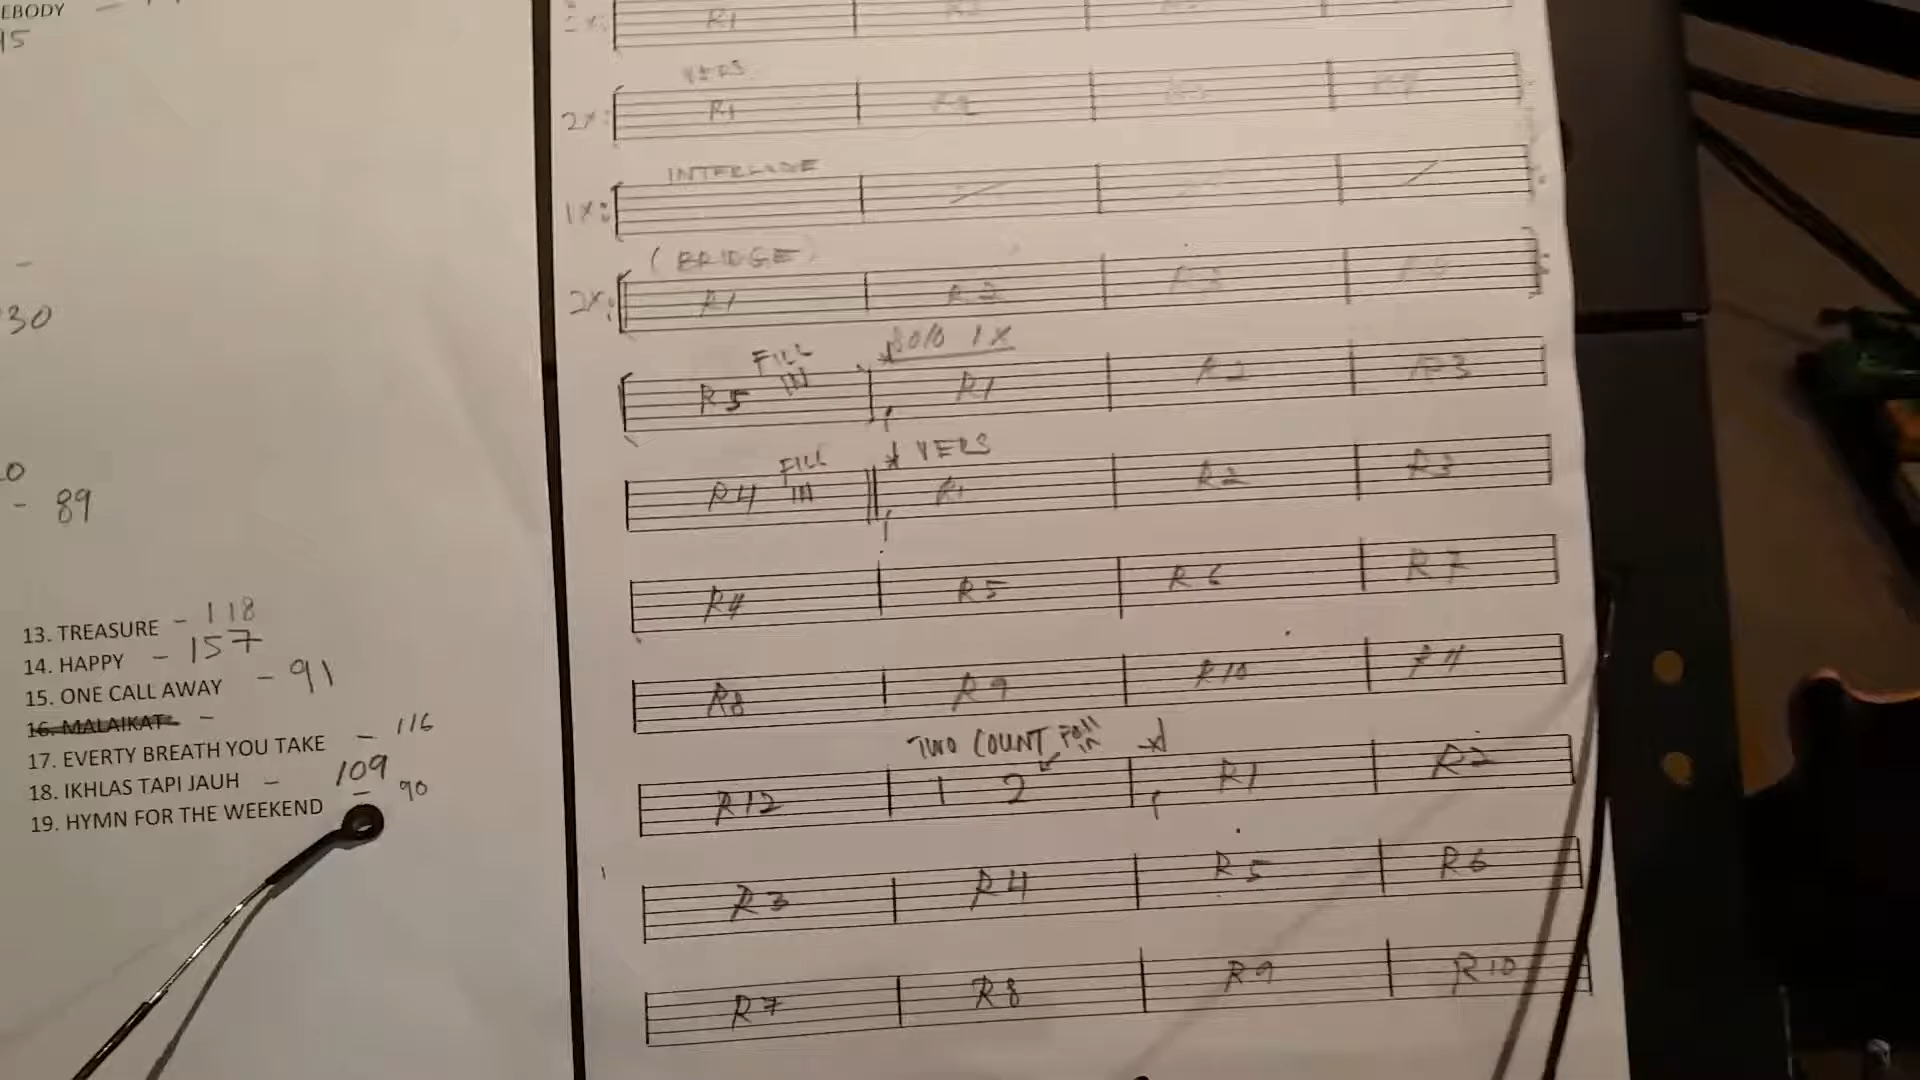 EBODY -
15
-
30
0
- 89
13. TREASURE - 118
14. HAPPY - 157
15. ONE CALL AWAY - 91
16. MALAIKAT -
17. EVERTY BREATH YOU TAKE - 116
18. IKHLAS TAPI JAUH - 109
19. HYMN FOR THE WEEKEND - 90
R1
VERS
2X: R1 R2 R3 R4
INTERLUDE
1X:
(BRIDGE)
2X: R1 R2 R3
FILL SOLO 1X
R5 R1 R2 R3
FILL VERS
R4 R1 R2 R3
R4 R5 R6 R7
R8 R9 R10 R11
TWO COUNT IN
R12 1 2 R1 R2
R3 R4 R5 R6
R7 R8 R9 R10